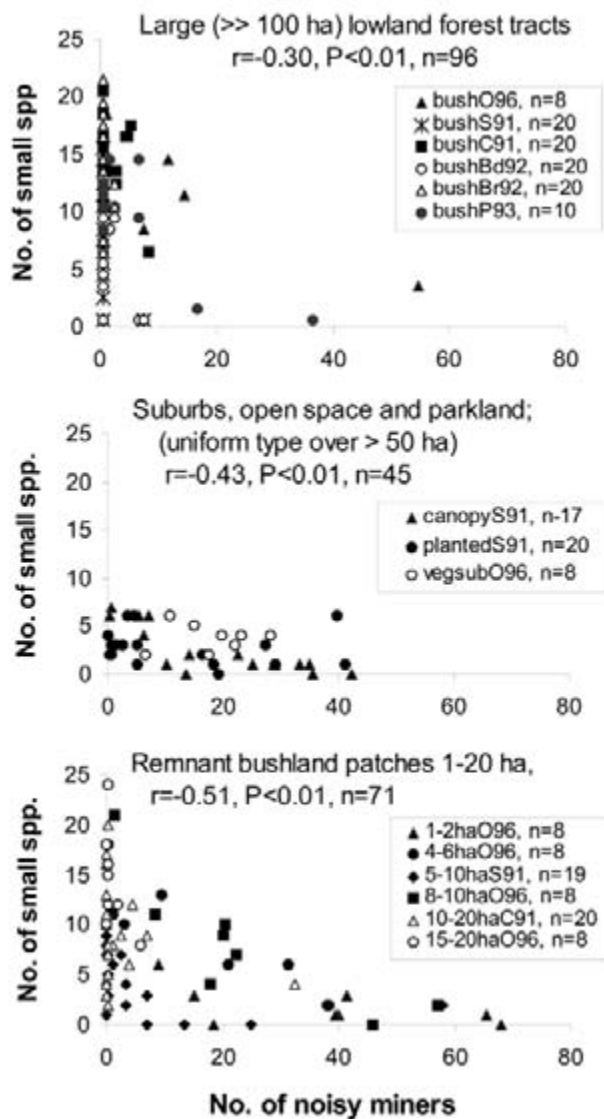 Large (>> 100 ha) lowland forest tracts
r=-0.30, P<0.01, n=96
25
20
15
10
5
0
No. of small spp
bushO96, n=8
bushS91, n=20
bushC91, n=20
bushBd92, n=20
bushBr92, n=20
bushP93, n=10
0 20 40 60 80
Suburbs, open space and parkland;
(uniform type over > 50 ha)
r=-0.43, P<0.01, n=45
25
20
15
10
5
0
No. of small spp.
canopyS91, n-17
plantedS91, n=20
vegsubO96, n=8
0 20 40 60 80
Remnant bushland patches 1-20 ha,
r=-0.51, P<0.01, n=71
25
20
15
10
5
0
No. of small spp.
1-2haO96, n=8
4-6haO96, n=8
5-10haS91, n=19
8-10haO96, n=8
10-20haC91, n=20
15-20haO96, n=8
0 20 40 60 80
No. of noisy miners